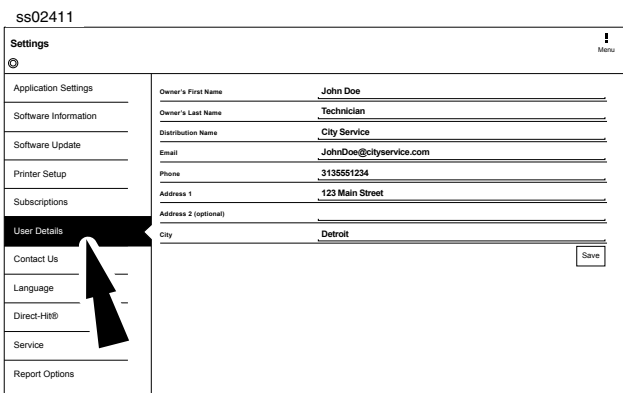 ss02411
Settings
Menu
Application Settings
Software Information
Software Update
Printer Setup
Subscriptions
User Details
Contact Us
Language
Direct-Hit®
Service
Report Options
Owner's First Name John Doe
Owner's Last Name Technician
Distribution Name City Service
Email JohnDoe@cityservice.com
Phone 3135551234
Address 1 123 Main Street
Address 2 (optional)
City Detroit
Save